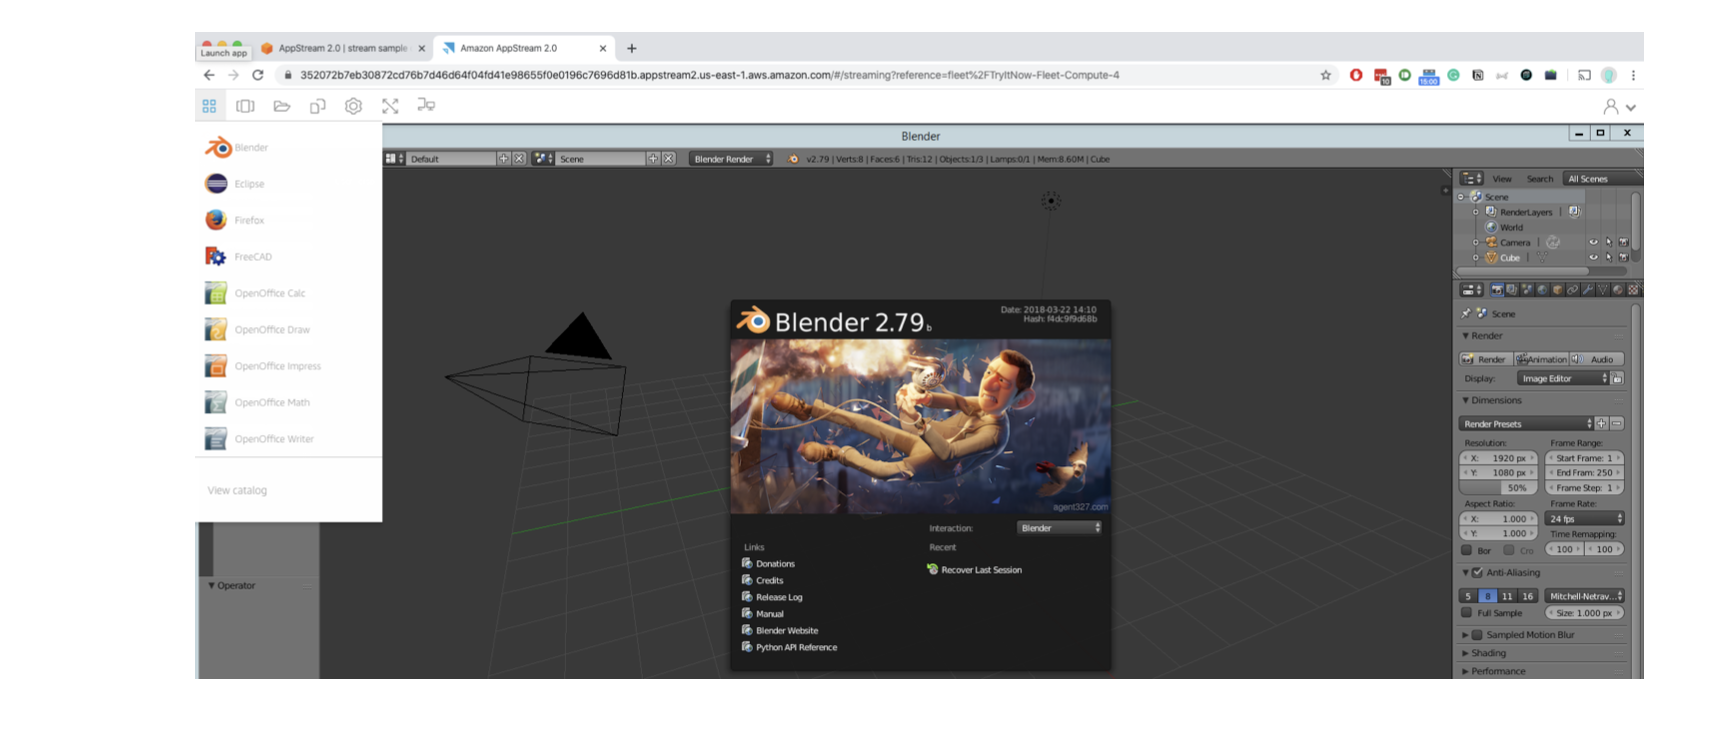 Launch app
AppStream 2.0 | stream sample
Amazon AppStream 2.0
352072b7eb30872cd76b7d46d64f04fd41e98655f0e0196c7696d81b.appstream2.us-east-1.aws.amazon.com/#/streaming?reference=fleet%2FTryItNow-Fleet-Compute-4
10
15:00
Blender
Blender
Eclipse
Firefox
FreeCAD
OpenOffice Calc
OpenOffice Draw
OpenOffice Impress
OpenOffice Math
OpenOffice Writer
View catalog
Operator
Default
Scene
Blender Render
v2.79 | Verts:8 | Faces:6 | Tris:12 | Objects:1/3 | Lamps:0/1 | Mem:8.60M | Cube
Blender 2.79b
Date: 2018-03-22 14:10
Hash: f4dc9f9d68b
agent327.com
Interaction: Blender
Links
Donations
Credits
Release Log
Manual
Blender Website
Python API Reference
Recent
Recover Last Session
View Search All Scenes
Scene
RenderLayers
World
Camera
Cube
Scene
Render
Render Animation Audio
Display: Image Editor
Dimensions
Render Presets
Resolution: Frame Range:
X: 1920 px Start Frame: 1
Y: 1080 px End Fram: 250
50% Frame Step: 1
Aspect Ratio: Frame Rate:
X: 1.000 24 fps
Y: 1.000 Time Remapping:
Bor Cro 100 100
Anti-Aliasing
5 8 11 16 Mitchell-Netrav...
Full Sample Size: 1.000 px
Sampled Motion Blur
Shading
Performance